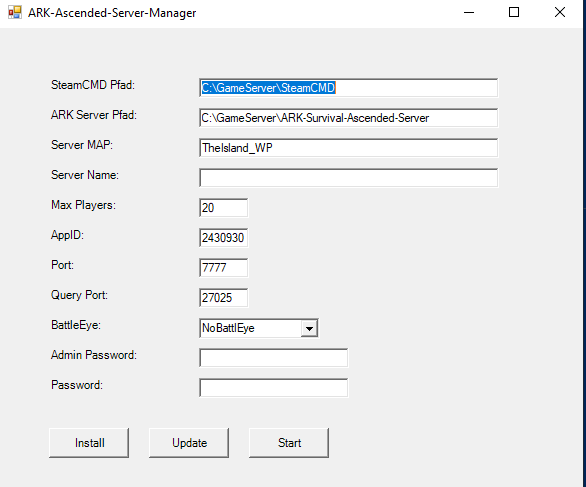 ARK-Ascended-Server-Manager
SteamCMD Pfad: C:\GameServer\SteamCMD
ARK Server Pfad: C:\GameServer\ARK-Survival-Ascended-Server
Server MAP: TheIsland_WP
Server Name:
Max Players: 20
AppID: 2430930
Port: 7777
Query Port: 27025
BattleEye: NoBattlEye
Admin Password:
Password:
Install Update Start